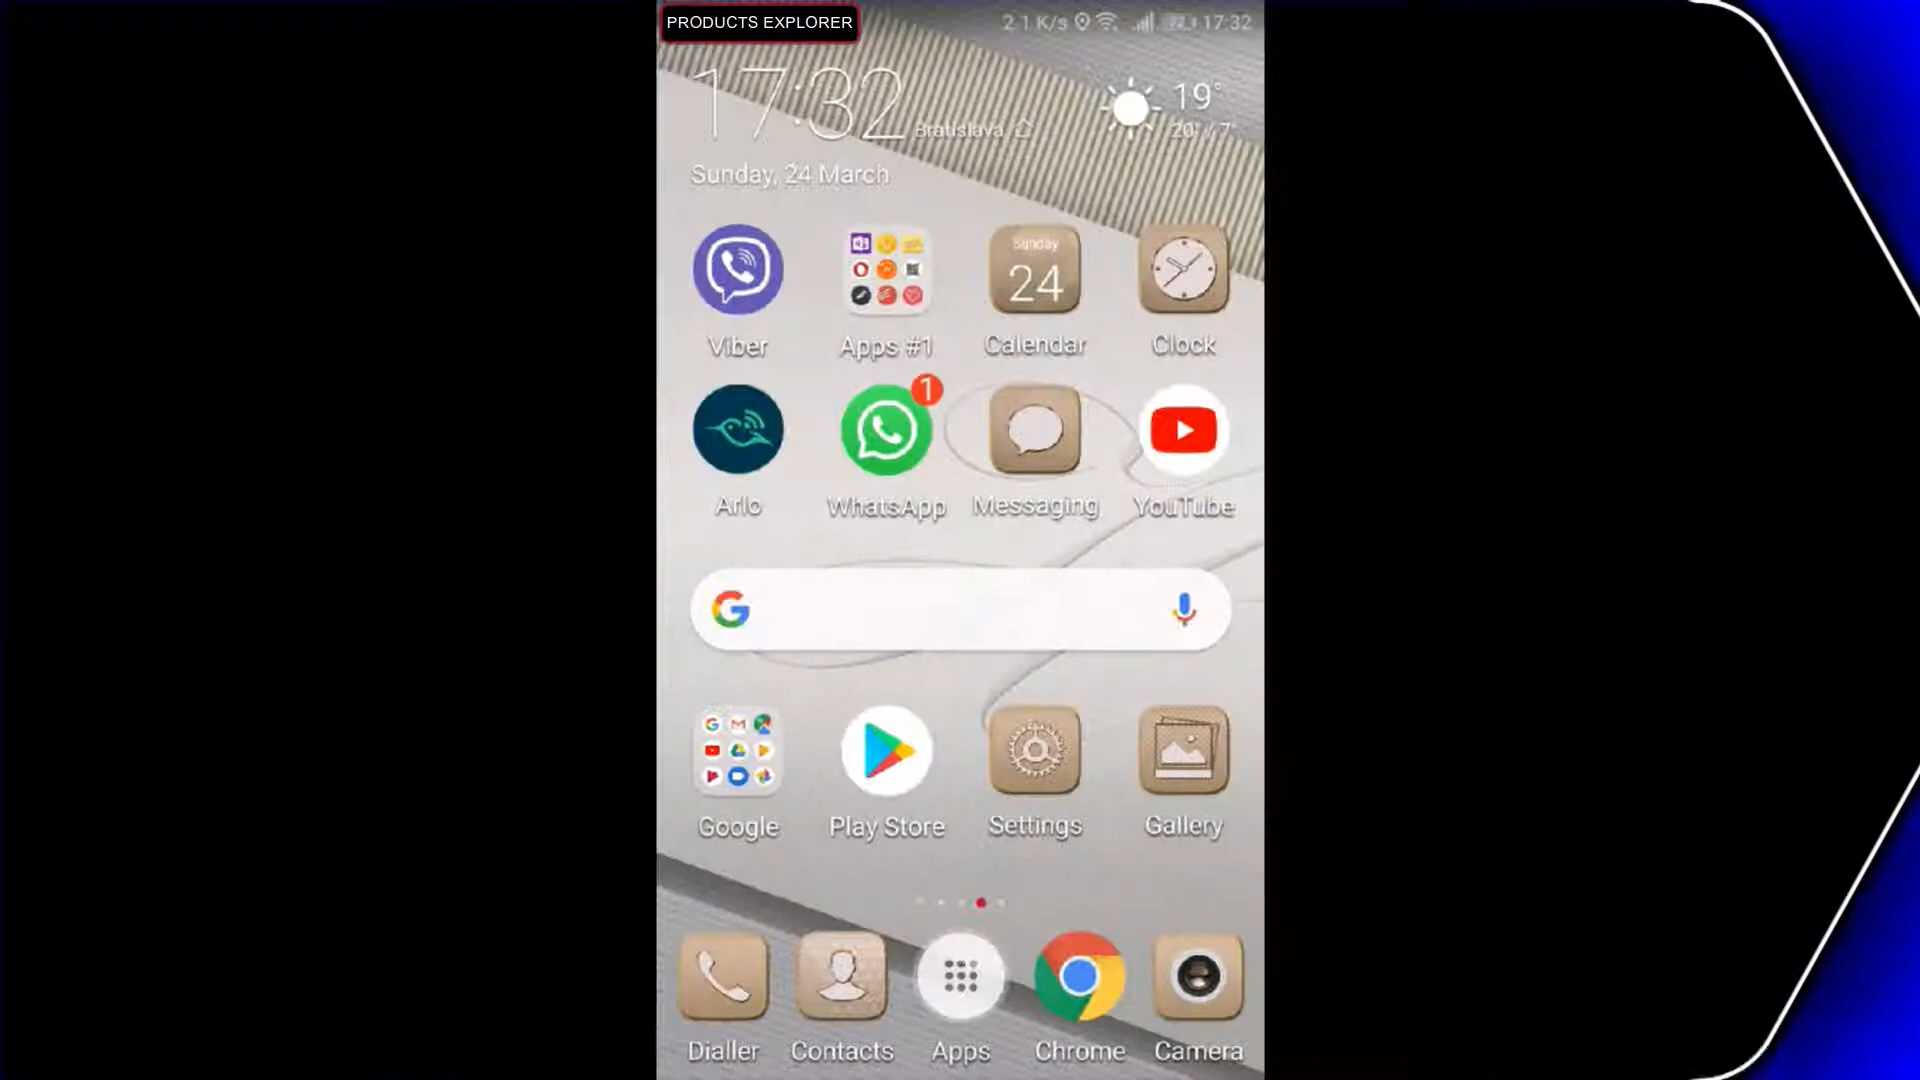 PRODUCTS EXPLORER
2.1 K/s 17:32
17:32
Bratislava
19°
20° / 7°
Sunday, 24 March
Sunday
24
Viber
Apps #1
Calendar
Clock
1
Arlo
WhatsApp
Messaging
YouTube
Google
Play Store
Settings
Gallery
Dialler
Contacts
Apps
Chrome
Camera